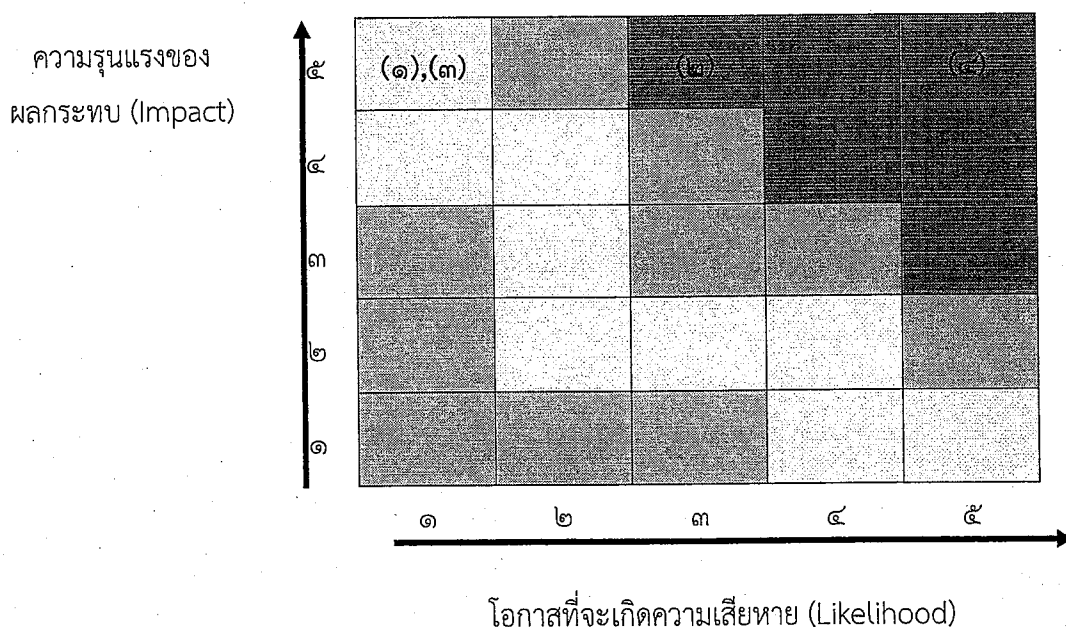 ความรุนแรงของ
ผลกระทบ (Impact)
๕ (๑),(๓) (๒) (๔)
๔
๓
๒
๑
๑ ๒ ๓ ๔ ๕
โอกาสที่จะเกิดความเสียหาย (Likelihood)